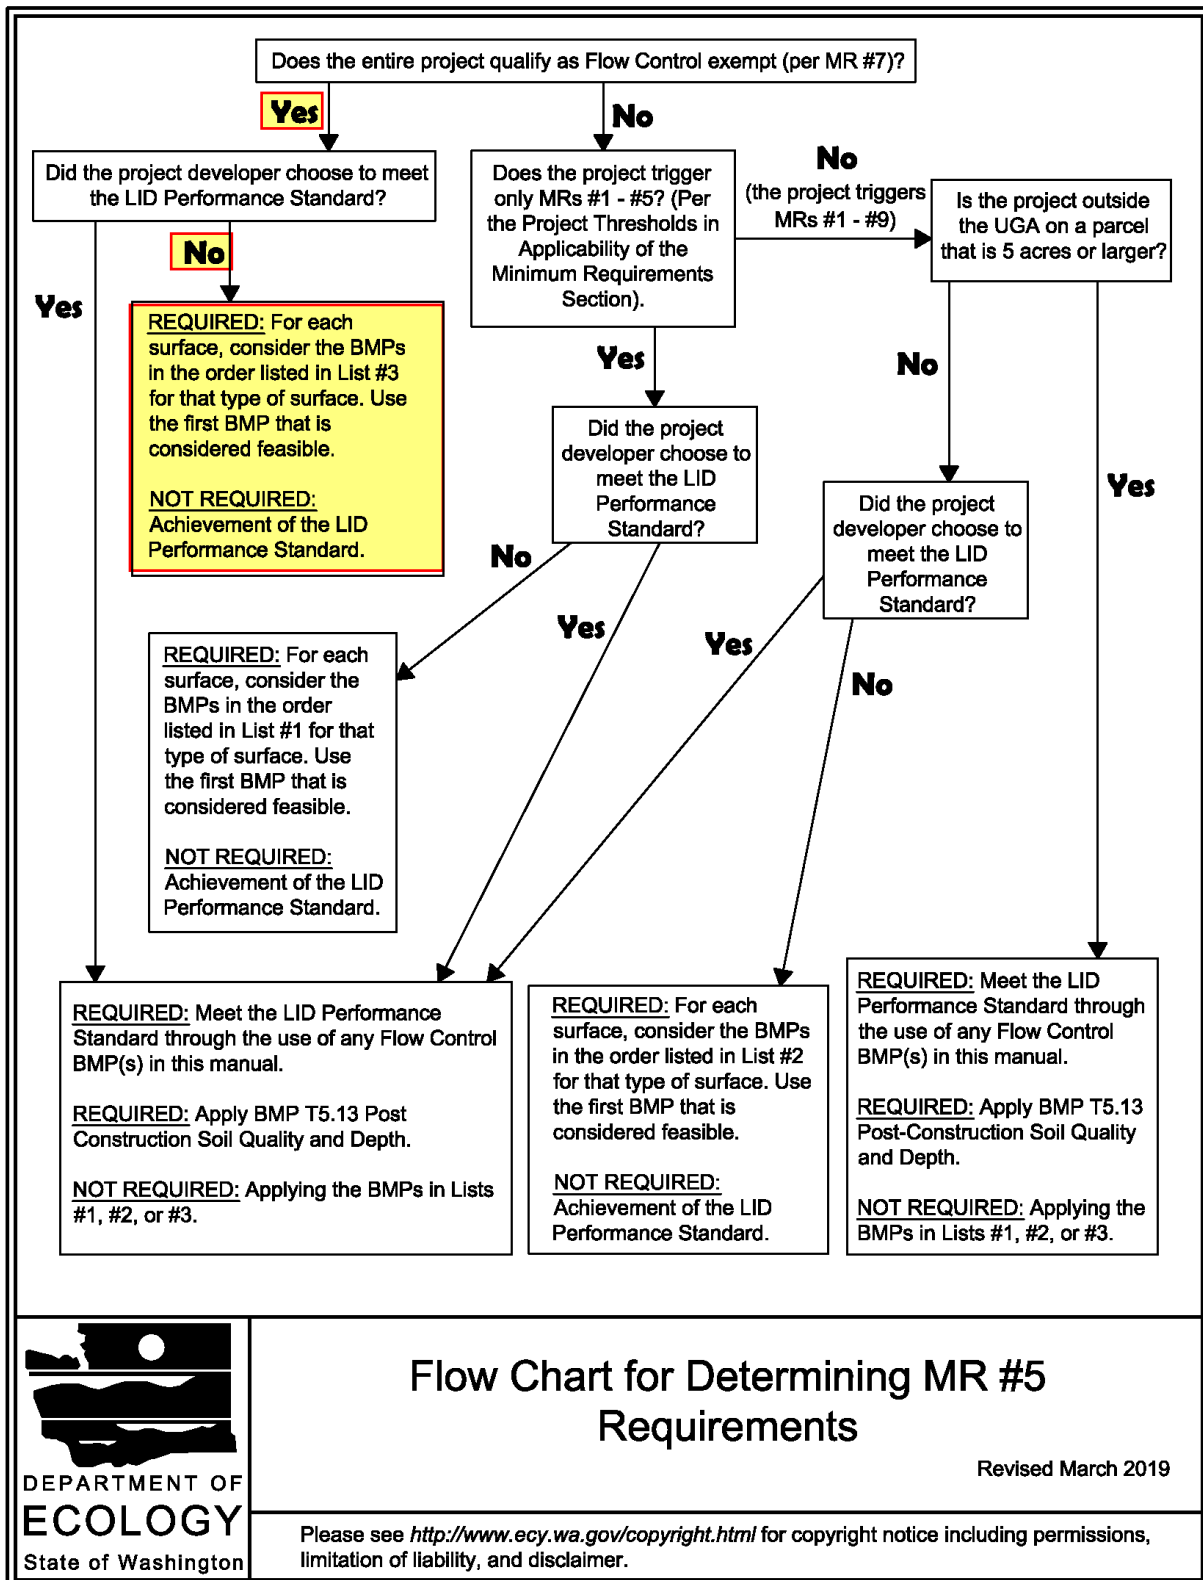 Does the entire project qualify as Flow Control exempt (per MR #7)?
Yes
No
Did the project developer choose to meet
the LID Performance Standard?
Does the project trigger
only MRs #1 - #5? (Per
the Project Thresholds in
Applicability of the
Minimum Requirements
Section).
No
(the project triggers
MRs #1 - #9)
Is the project outside
the UGA on a parcel
that is 5 acres or larger?
No
Yes
REQUIRED: For each
surface, consider the BMPs
in the order listed in List #3
for that type of surface. Use
the first BMP that is
considered feasible.
NOT REQUIRED:
Achievement of the LID
Performance Standard.
Yes
No
Did the project
developer choose to
meet the LID
Performance
Standard?
Yes
Did the project
developer choose to
meet the LID
Performance
Standard?
No
Yes
Yes
No
REQUIRED: For each
surface, consider the
BMPs in the order
listed in List #1 for that
type of surface. Use
the first BMP that is
considered feasible.
NOT REQUIRED:
Achievement of the LID
Performance Standard.
REQUIRED: Meet the LID Performance
Standard through the use of any Flow Control
BMP(s) in this manual.
REQUIRED: Apply BMP T5.13 Post
Construction Soil Quality and Depth.
NOT REQUIRED: Applying the BMPs in Lists
#1, #2, or #3.
REQUIRED: For each
surface, consider the BMPs
in the order listed in List #2
for that type of surface. Use
the first BMP that is
considered feasible.
NOT REQUIRED:
Achievement of the LID
Performance Standard.
REQUIRED: Meet the LID
Performance Standard through
the use of any Flow Control
BMP(s) in this manual.
REQUIRED: Apply BMP T5.13
Post-Construction Soil Quality
and Depth.
NOT REQUIRED: Applying the
BMPs in Lists #1, #2, or #3.
DEPARTMENT OF
ECOLOGY
State of Washington
Flow Chart for Determining MR #5
Requirements
Revised March 2019
Please see http://www.ecy.wa.gov/copyright.html for copyright notice including permissions,
limitation of liability, and disclaimer.